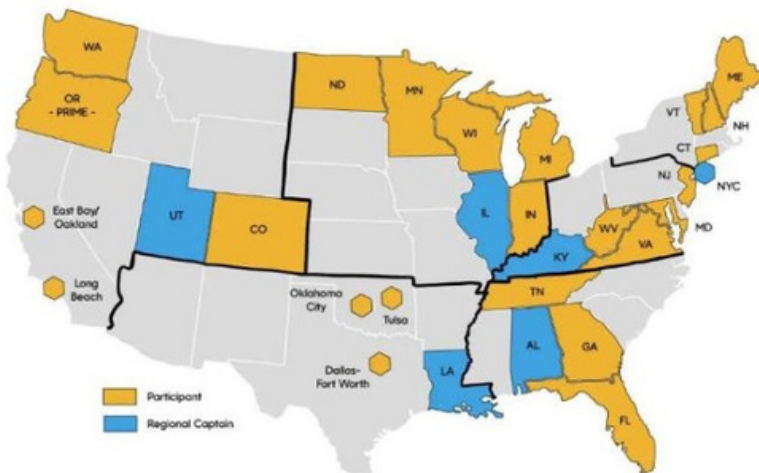 WA
OR
- PRIME -
ND
MN
WI
MI
ME
VT
NH
CT
NJ
NYC
MD
UT
CO
IL
IN
KY
WV
VA
East Bay/
Oakland
Long
Beach
Oklahoma
City
Tulsa
Dallas-
Fort Worth
TN
AL
GA
LA
FL
Participant
Regional Captain